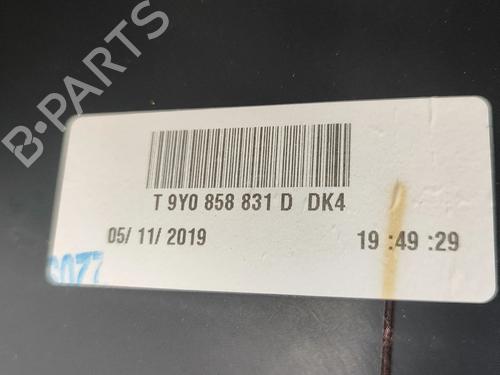 B-PARTS
T 9Y0 858 831 D DK4
05/ 11/ 2019 19 :49 :29
6077